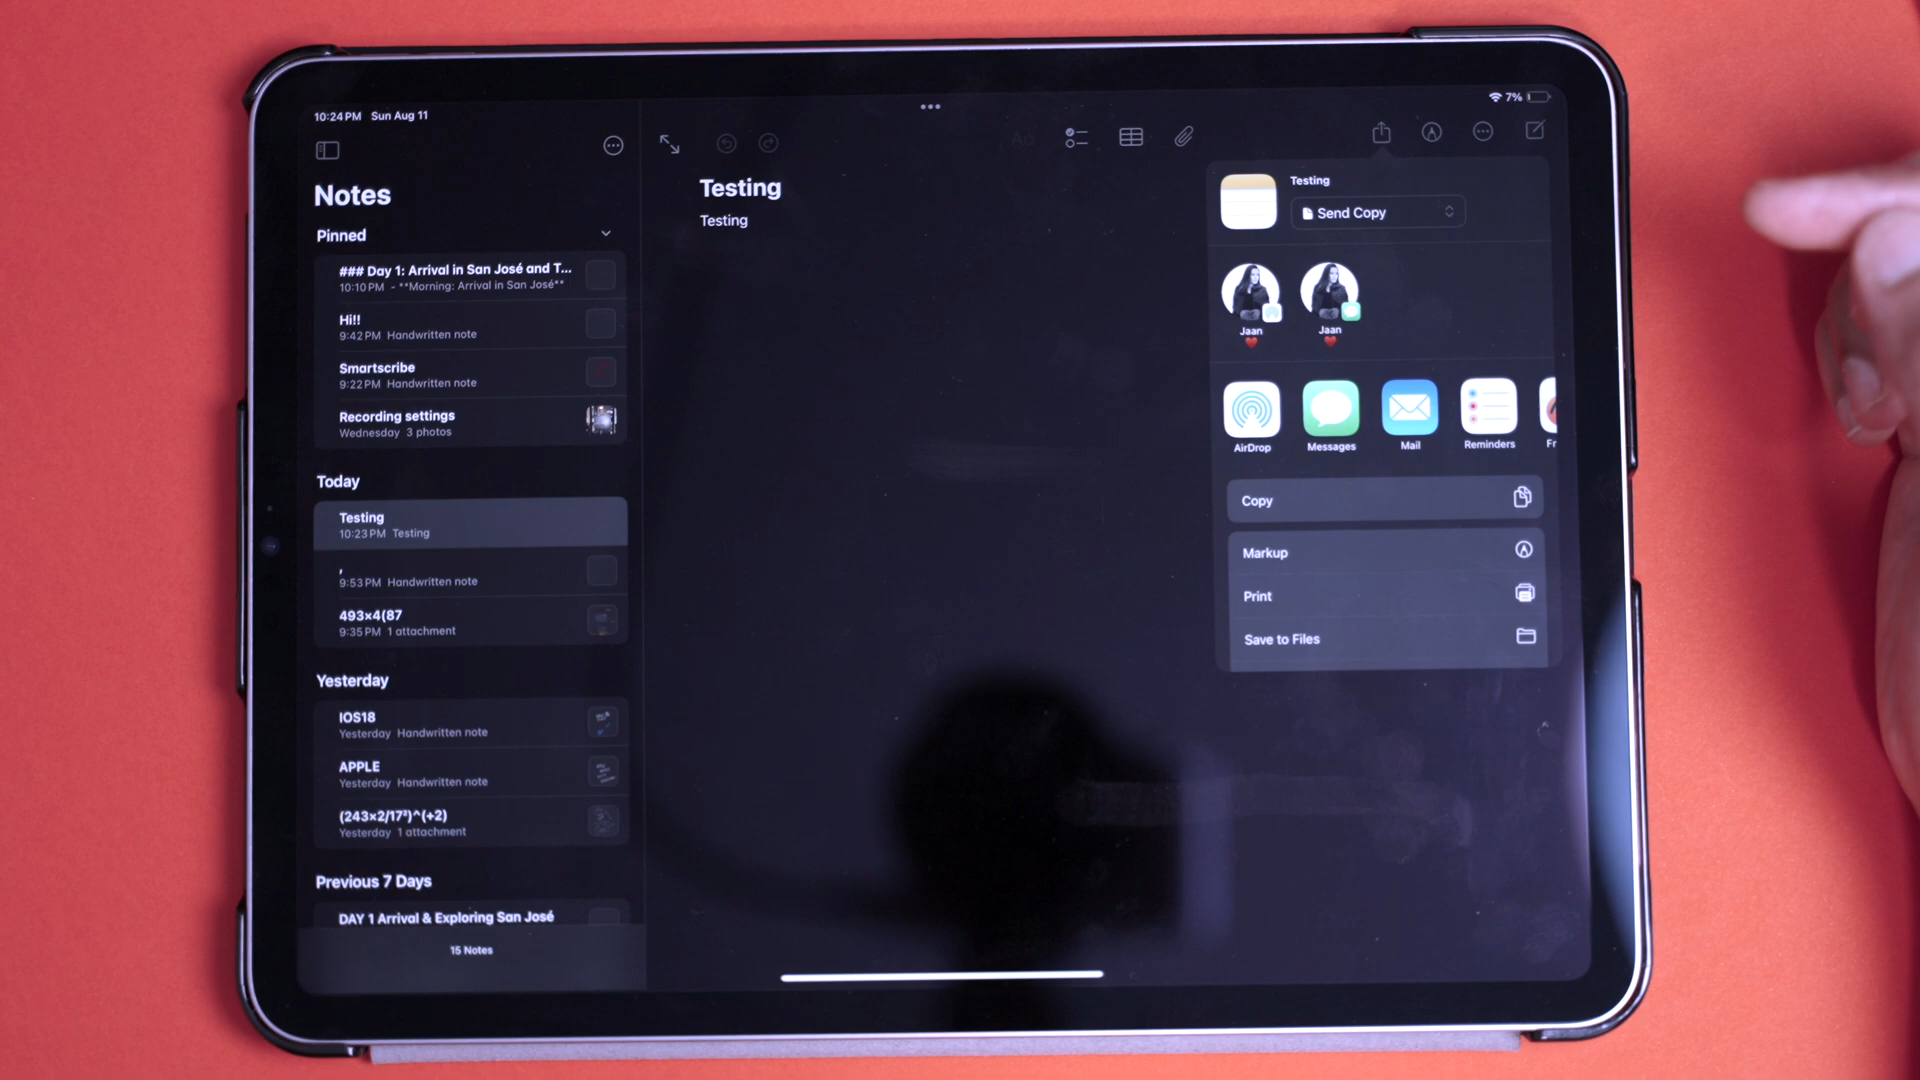 10:24 PM Sun Aug 11
7%
Notes
Pinned
### Day 1: Arrival in San José and T...
10:10 PM - **Morning: Arrival in San José**
Hi!!
9:42 PM Handwritten note
Smartscribe
9:22 PM Handwritten note
Recording settings
Wednesday 3 photos
Today
Testing
10:23 PM Testing
,
9:53 PM Handwritten note
493×4(87
9:35 PM 1 attachment
Yesterday
IOS18
Yesterday Handwritten note
APPLE
Yesterday Handwritten note
(243×2/17²)^(+2)
Yesterday 1 attachment
Previous 7 Days
DAY 1 Arrival & Exploring San José
15 Notes
Aa
Testing
Testing
Testing
Send Copy
Jaan
Jaan
AirDrop
Messages
Mail
Reminders
Fr
Copy
Markup
Print
Save to Files